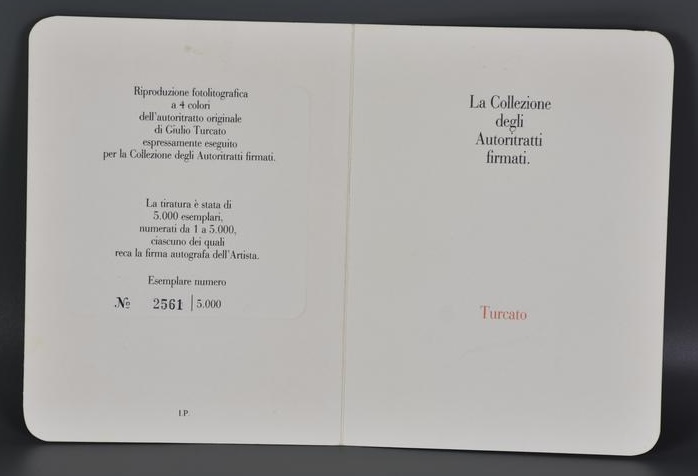 Riproduzione fotolitografica
a 4 colori
dell'autoritratto originale
di Giulio Turcato
espressamente eseguito
per la Collezione degli Autoritratti firmati.
La tiratura è stata di
5.000 esemplari,
numerati da 1 a 5.000,
ciascuno dei quali
reca la firma autografa dell'Artista.
Esemplare numero
№ 2561 | 5.000
I.P.
La Collezione
degli
Autoritratti
firmati.
Turcato